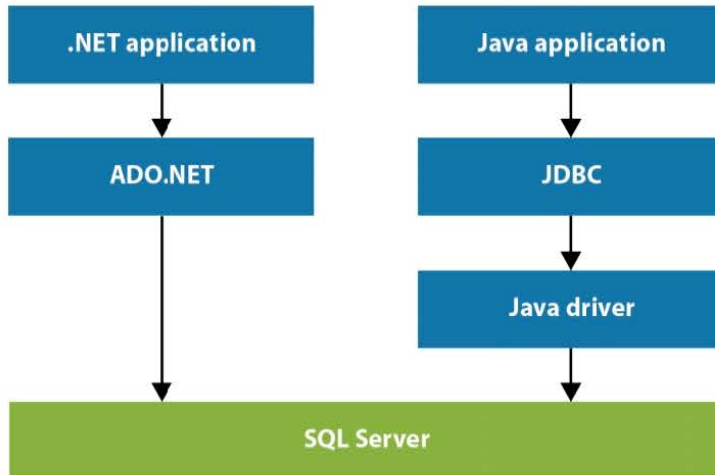 .NET application
Java application
ADO.NET
JDBC
Java driver
SQL Server